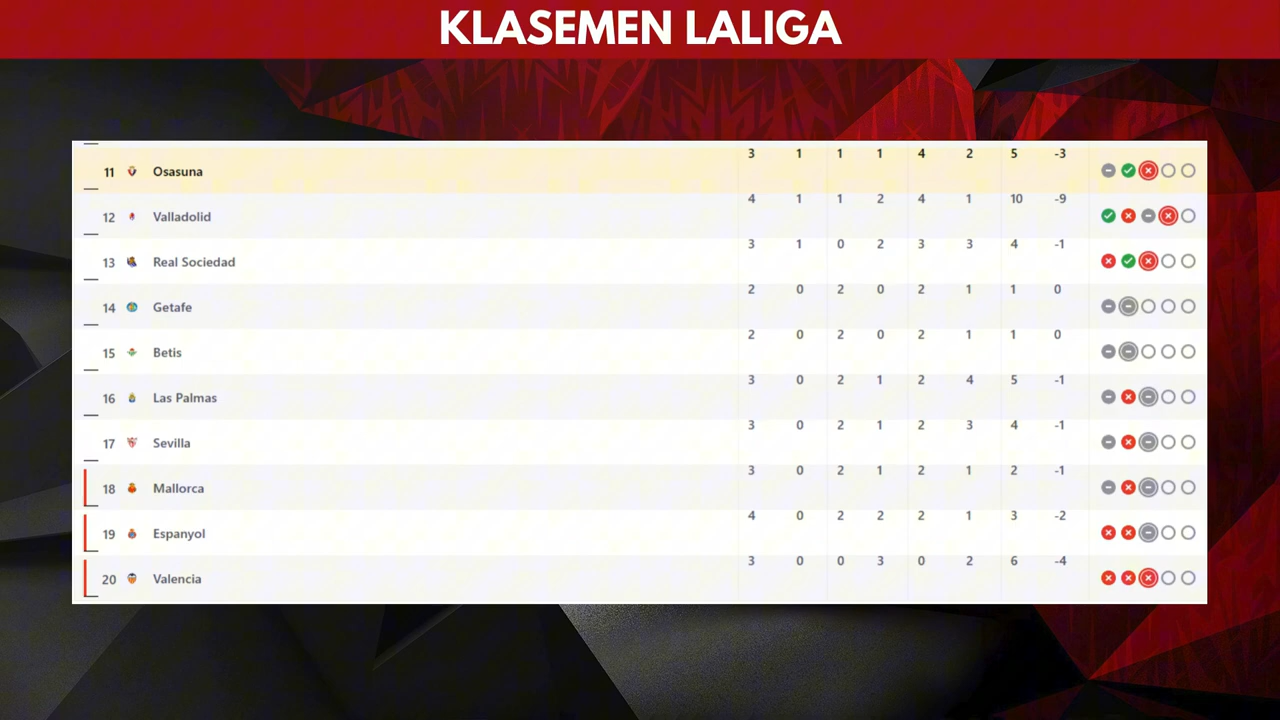 KLASEMEN LALIGA
11 Osasuna 3 1 1 1 4 2 5 -3
12 Valladolid 4 1 1 2 4 1 10 -9
13 Real Sociedad 3 1 0 2 3 3 4 -1
14 Getafe 2 0 2 0 2 1 1 0
15 Betis 2 0 2 0 2 1 1 0
16 Las Palmas 3 0 2 1 2 4 5 -1
17 Sevilla 3 0 2 1 2 3 4 -1
18 Mallorca 3 0 2 1 2 1 2 -1
19 Espanyol 4 0 2 2 2 1 3 -2
20 Valencia 3 0 0 3 0 2 6 -4